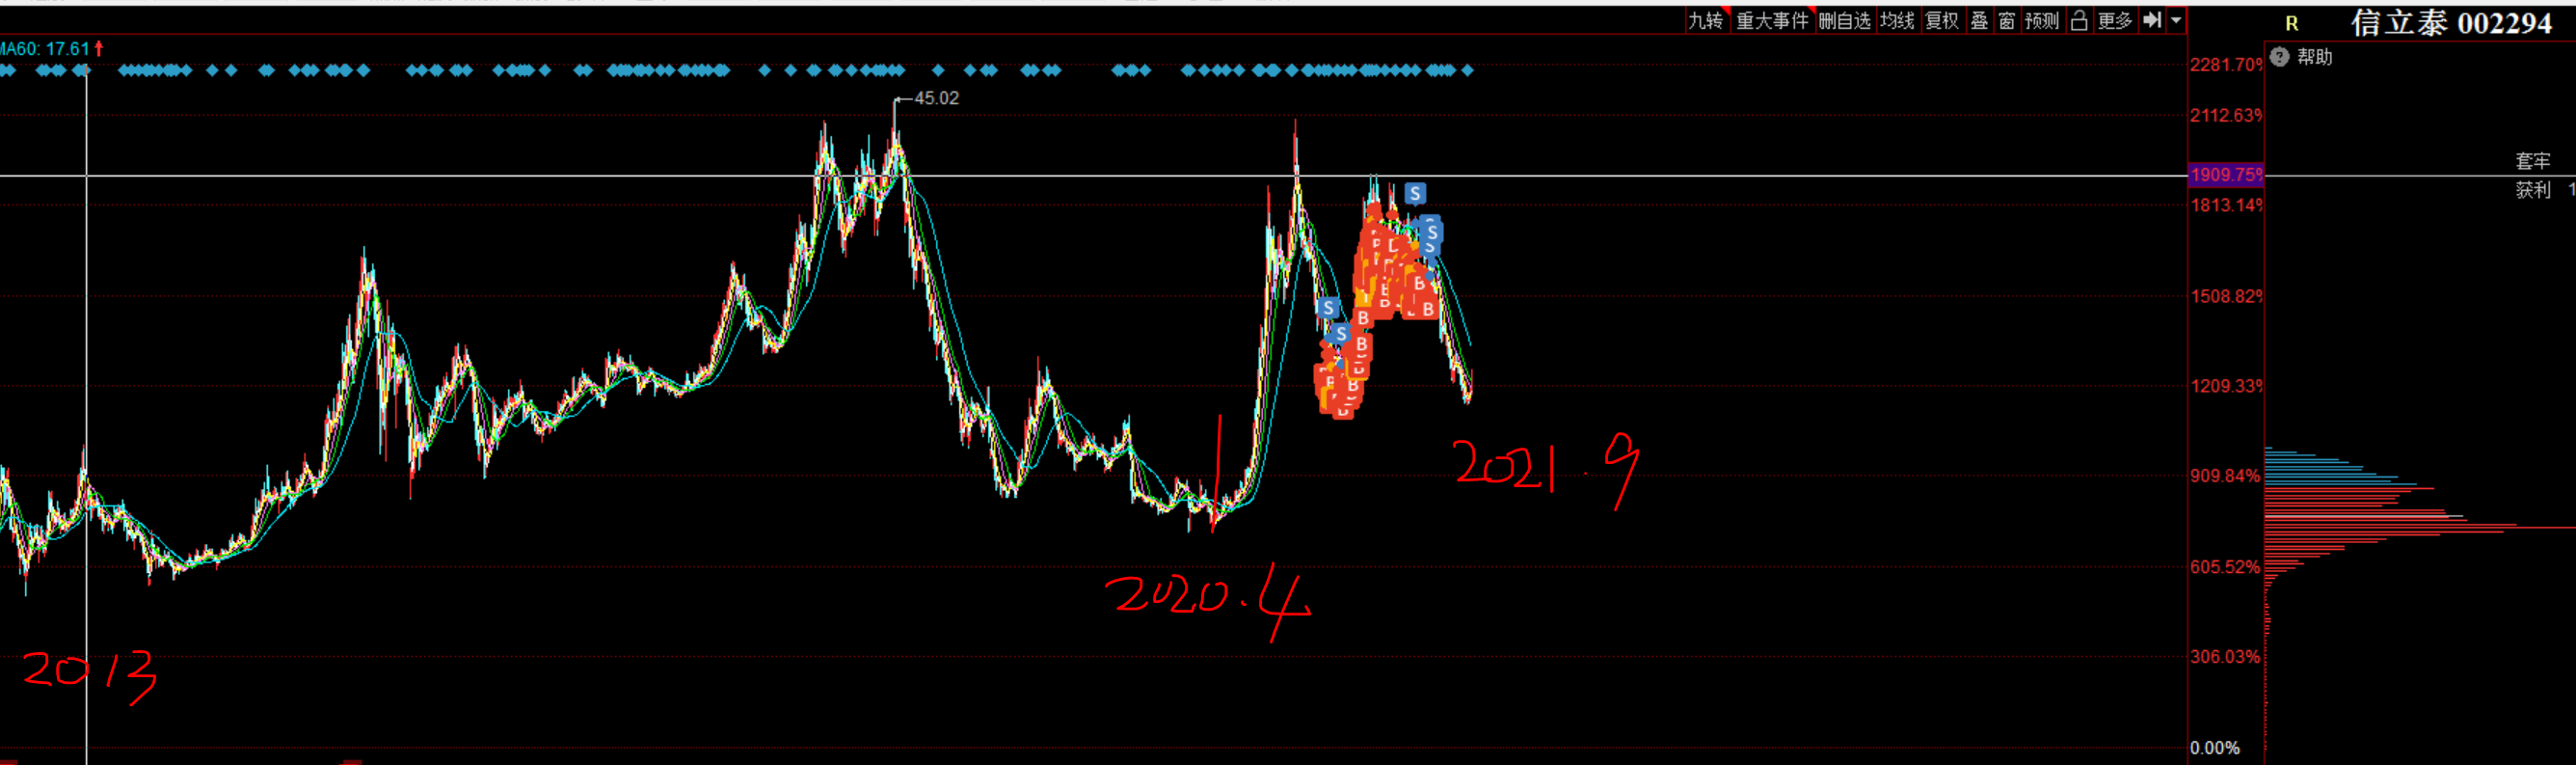 九转 重大事件 删自选 均线 复权 叠 窗 预测 更多
R 信立泰 002294
MA60: 17.61
? 帮助
2281.70%
45.02
2112.63%
套牢
1909.75%
获利 1
S
1813.14%
S
S
S
B
B
1508.82%
S
B
B
S
B
B
B
B
1209.33%
B
2021.9
909.84%
2020.4
605.52%
2013
306.03%
0.00%